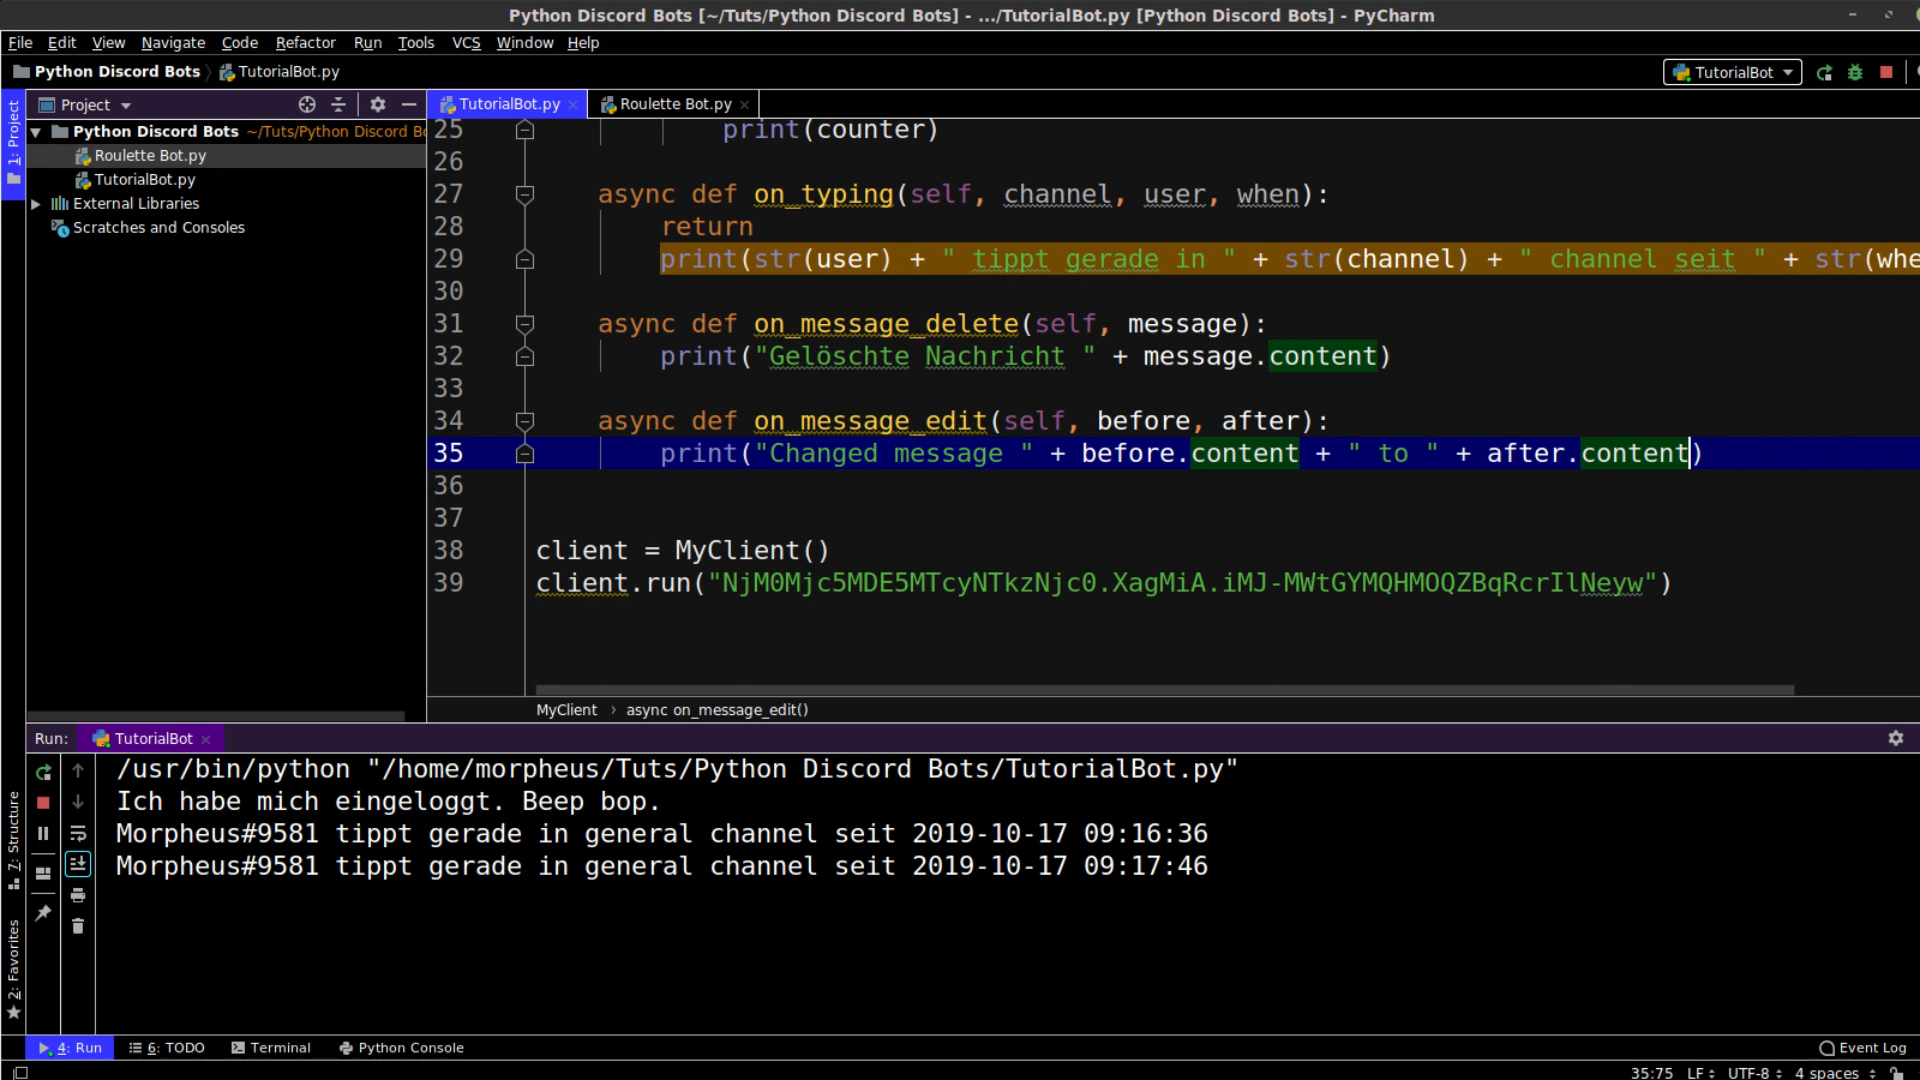 Python Discord Bots [~/Tuts/Python Discord Bots] - .../TutorialBot.py [Python Discord Bots] - PyCharm
File Edit View Navigate Code Refactor Run Tools VCS Window Help
Python Discord Bots TutorialBot.py
TutorialBot
1: Project
Project
Python Discord Bots ~/Tuts/Python Discord Bo
Roulette Bot.py
TutorialBot.py
External Libraries
Scratches and Consoles
TutorialBot.py Roulette Bot.py
25 print(counter)
26
27 async def on_typing(self, channel, user, when):
28 return
29 print(str(user) + " tippt gerade in " + str(channel) + " channel seit " + str(whe
30
31 async def on_message_delete(self, message):
32 print("Gelöschte Nachricht " + message.content)
33
34 async def on_message_edit(self, before, after):
35 print("Changed message " + before.content + " to " + after.content)
36
37
38 client = MyClient()
39 client.run("NjM0Mjc5MDE5MTcyNTkzNjc0.XagMiA.iMJ-MWtGYMQHMOQZBqRcrIlNeyw")
MyClient › async on_message_edit()
Run: TutorialBot
/usr/bin/python "/home/morpheus/Tuts/Python Discord Bots/TutorialBot.py"
Ich habe mich eingeloggt. Beep bop.
Morpheus#9581 tippt gerade in general channel seit 2019-10-17 09:16:36
Morpheus#9581 tippt gerade in general channel seit 2019-10-17 09:17:46
7: Structure
2: Favorites
4: Run 6: TODO Terminal Python Console Event Log
35:75 LF UTF-8 4 spaces